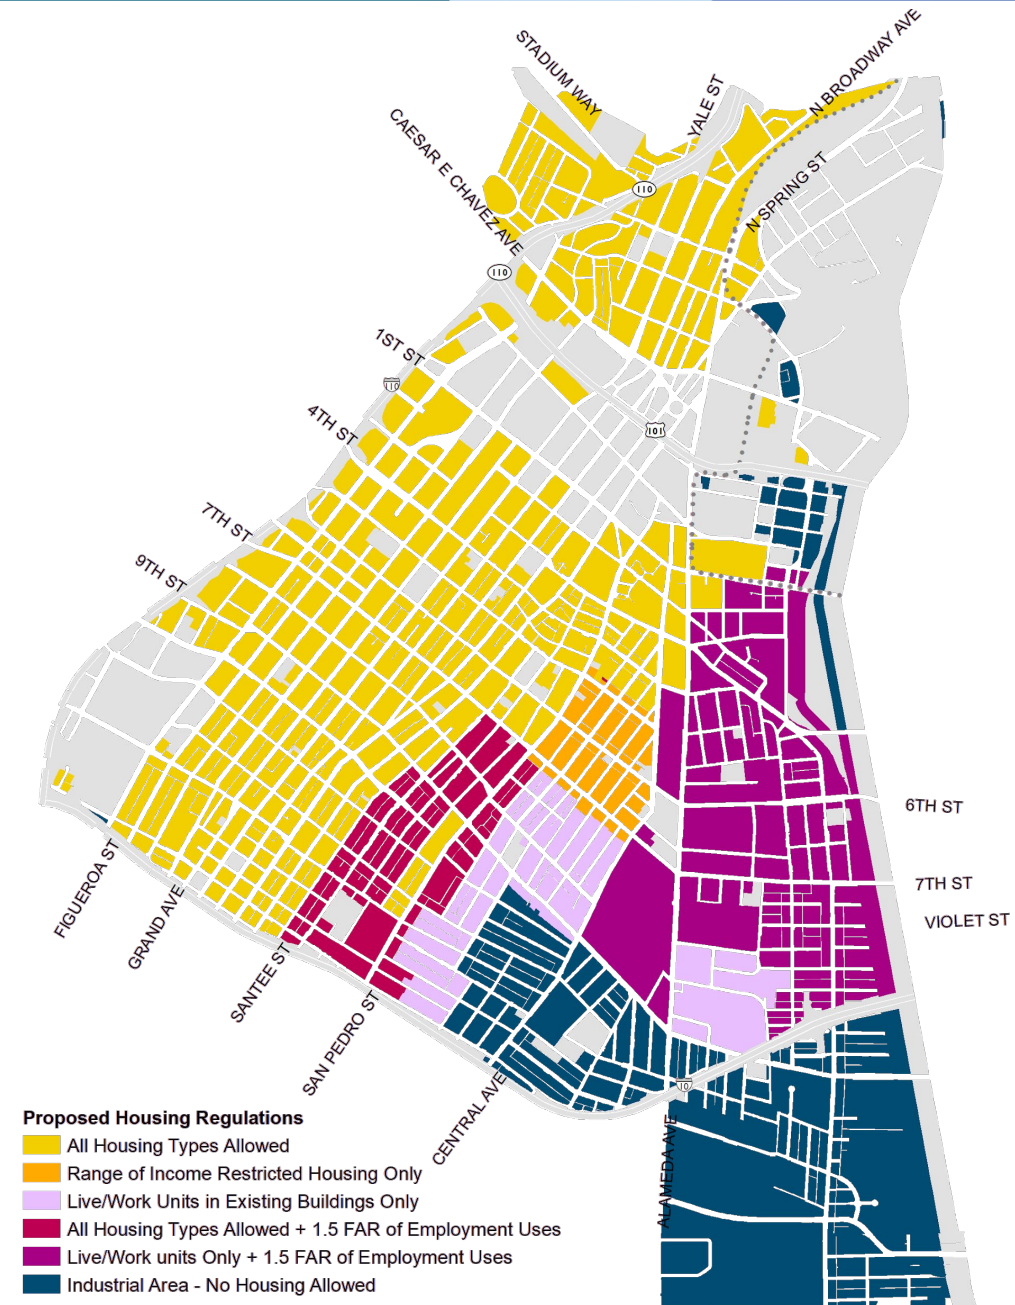 STADIUM WAY
YALE ST
N BROADWAY AVE
CAESAR E CHAVEZ AVE
N SPRING ST
110
110
1ST ST
110
4TH ST
101
7TH ST
9TH ST
6TH ST
7TH ST
VIOLET ST
FIGUEROA ST
GRAND AVE
SANTEE ST
SAN PEDRO ST
CENTRAL AVE
10
ALAMEDA AVE
Proposed Housing Regulations
All Housing Types Allowed
Range of Income Restricted Housing Only
Live/Work Units in Existing Buildings Only
All Housing Types Allowed + 1.5 FAR of Employment Uses
Live/Work units Only + 1.5 FAR of Employment Uses
Industrial Area - No Housing Allowed